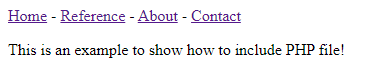 Home - Reference - About - Contact
This is an example to show how to include PHP file!